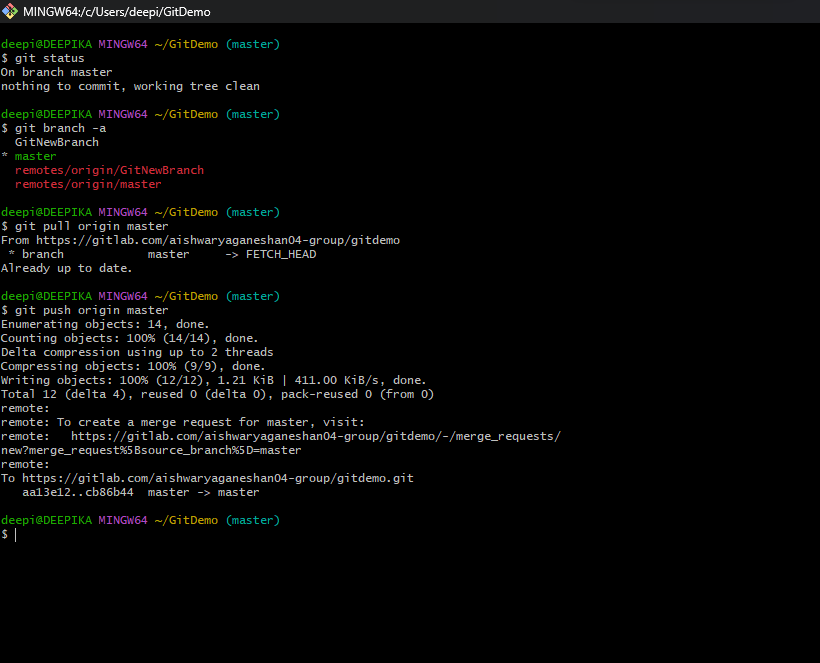 MINGW64:/c/Users/deepi/GitDemo
deepi@DEEPIKA MINGW64 ~/GitDemo (master)
$ git status
On branch master
nothing to commit, working tree clean
deepi@DEEPIKA MINGW64 ~/GitDemo (master)
$ git branch -a
  GitNewBranch
* master
  remotes/origin/GitNewBranch
  remotes/origin/master
deepi@DEEPIKA MINGW64 ~/GitDemo (master)
$ git pull origin master
From https://gitlab.com/aishwaryaganeshan04-group/gitdemo
 * branch            master     -> FETCH_HEAD
Already up to date.
deepi@DEEPIKA MINGW64 ~/GitDemo (master)
$ git push origin master
Enumerating objects: 14, done.
Counting objects: 100% (14/14), done.
Delta compression using up to 2 threads
Compressing objects: 100% (9/9), done.
Writing objects: 100% (12/12), 1.21 KiB | 411.00 KiB/s, done.
Total 12 (delta 4), reused 0 (delta 0), pack-reused 0 (from 0)
remote:
remote: To create a merge request for master, visit:
remote:   https://gitlab.com/aishwaryaganeshan04-group/gitdemo/-/merge_requests/
new?merge_request%5Bsource_branch%5D=master
remote:
To https://gitlab.com/aishwaryaganeshan04-group/gitdemo.git
   aa13e12..cb86b44  master -> master
deepi@DEEPIKA MINGW64 ~/GitDemo (master)
$